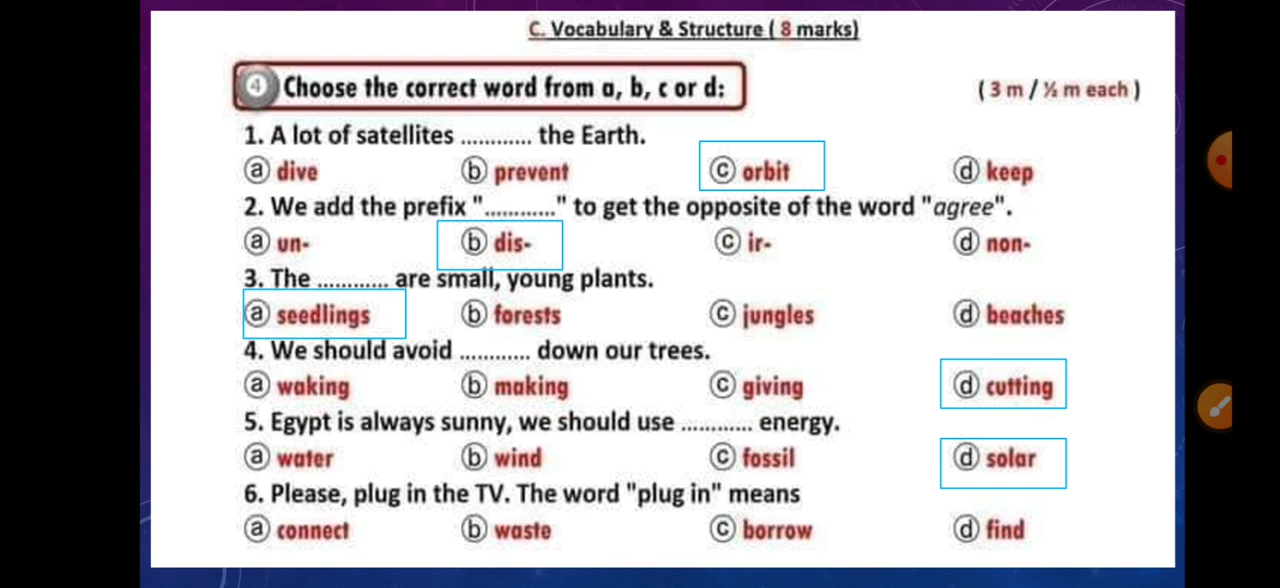 C. Vocabulary & Structure ( 8 marks)
4 Choose the correct word from a, b, c or d: ( 3 m / ½ m each )
1. A lot of satellites ............ the Earth.
a dive b prevent c orbit d keep
2. We add the prefix "............" to get the opposite of the word "agree".
a un- b dis- c ir- d non-
3. The ............ are small, young plants.
a seedlings b forests c jungles d beaches
4. We should avoid ............ down our trees.
a waking b making c giving d cutting
5. Egypt is always sunny, we should use ............ energy.
a water b wind c fossil d solar
6. Please, plug in the TV. The word "plug in" means
a connect b waste c borrow d find